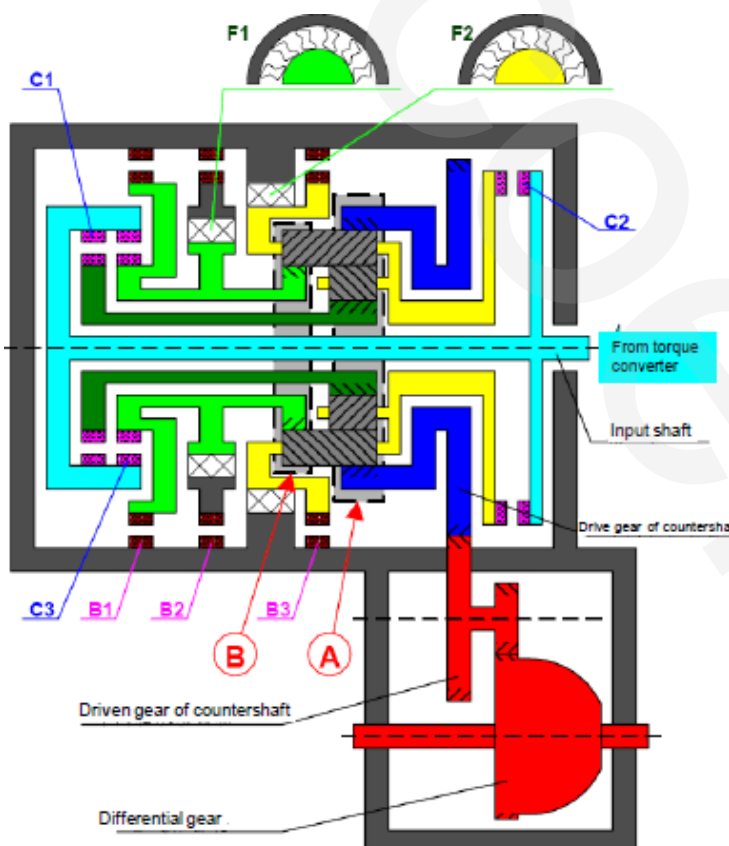 F1
F2
C1
C2
From torque
converter
Input shaft
Drive gear of countersha
C3
B1
B2
B3
B
A
Driven gear of countershaft
Differential gear